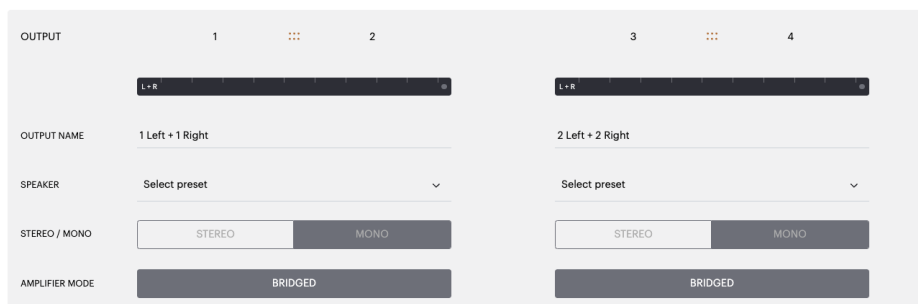 OUTPUT 1 2 3 4
L+R L+R
OUTPUT NAME 1 Left + 1 Right 2 Left + 2 Right
SPEAKER Select preset Select preset
STEREO / MONO STEREO MONO STEREO MONO
AMPLIFIER MODE BRIDGED BRIDGED